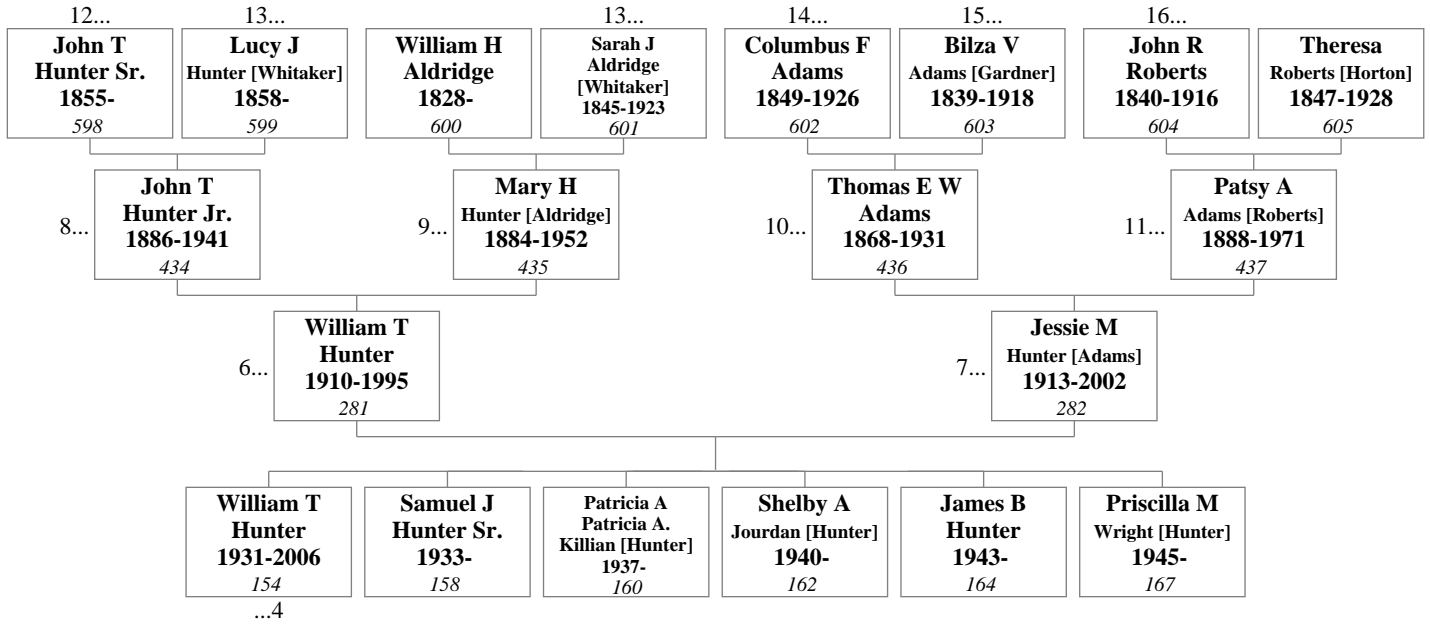 12...
13...
14...
15...
16...
John T
Hunter Sr.
1855-
598
Lucy J
Hunter [Whitaker]
1858-
599
William H
Aldridge
1828-
600
Sarah J
Aldridge
[Whitaker]
1845-1923
601
Columbus F
Adams
1849-1926
602
Bilza V
Adams [Gardner]
1839-1918
603
John R
Roberts
1840-1916
604
Theresa
Roberts [Horton]
1847-1928
605
8...
John T
Hunter Jr.
1886-1941
434
9...
Mary H
Hunter [Aldridge]
1884-1952
435
10...
Thomas E W
Adams
1868-1931
436
11...
Patsy A
Adams [Roberts]
1888-1971
437
6...
William T
Hunter
1910-1995
281
7...
Jessie M
Hunter [Adams]
1913-2002
282
William T
Hunter
1931-2006
154
Samuel J
Hunter Sr.
1933-
158
Patricia A
Patricia A.
Killian [Hunter]
1937-
160
Shelby A
Jourdan [Hunter]
1940-
162
James B
Hunter
1943-
164
Priscilla M
Wright [Hunter]
1945-
167
...4